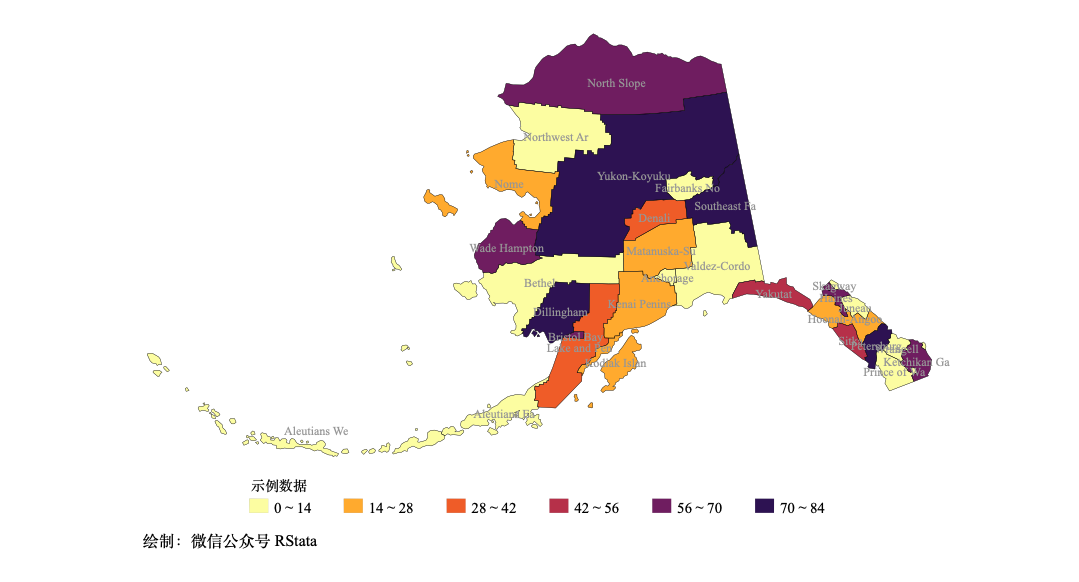 North Slope
Northwest Ar
Nome
Yukon-Koyuku
Fairbanks No
Southeast Fa
Denali
Wade Hampton
Matanuska-Su
Valdez-Cordo
Anchorage
Bethel
Kenai Penins
Dillingham
Bristol Bay
Lake and Pen
Kodiak Islan
Aleutians Ea
Aleutians We
Yakutat
Skagway
Haines
Juneau
Hoonah-Angoo
Sitka
Petersburg
Wrangell
Ketchikan Ga
Prince of Wa
示例数据
0 ~ 14
14 ~ 28
28 ~ 42
42 ~ 56
56 ~ 70
70 ~ 84
绘制：微信公众号 RStata